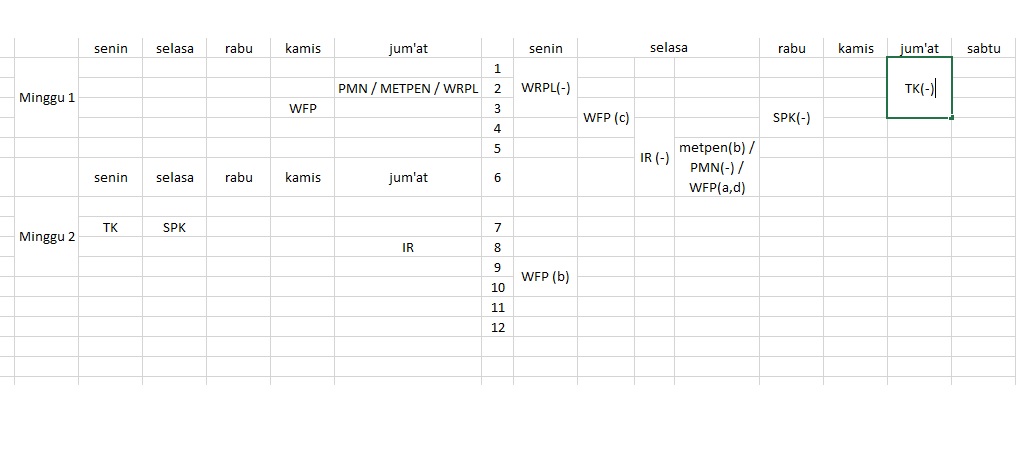 senin selasa rabu kamis jum'at senin selasa rabu kamis jum'at sabtu
1
Minggu 1 PMN / METPEN / WRPL 2 WRPL(-) TK(-)
WFP 3
WFP (c) SPK(-)
4
5 metpen(b) /
IR (-) PMN(-) /
WFP(a,d)
senin selasa rabu kamis jum'at 6
Minggu 2 TK SPK 7
IR 8
9
WFP (b)
10
11
12